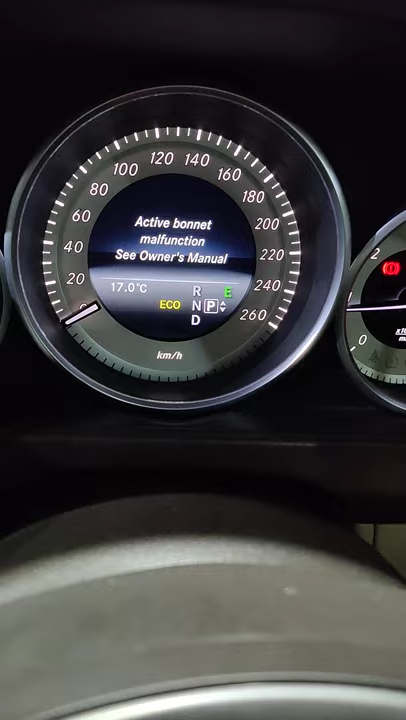 120 140
100 160
80 180
60 200
40 220
20 240
0 260
Active bonnet
malfunction
See Owner's Manual
17.0°C R E
ECO N P
D
km/h
2
0